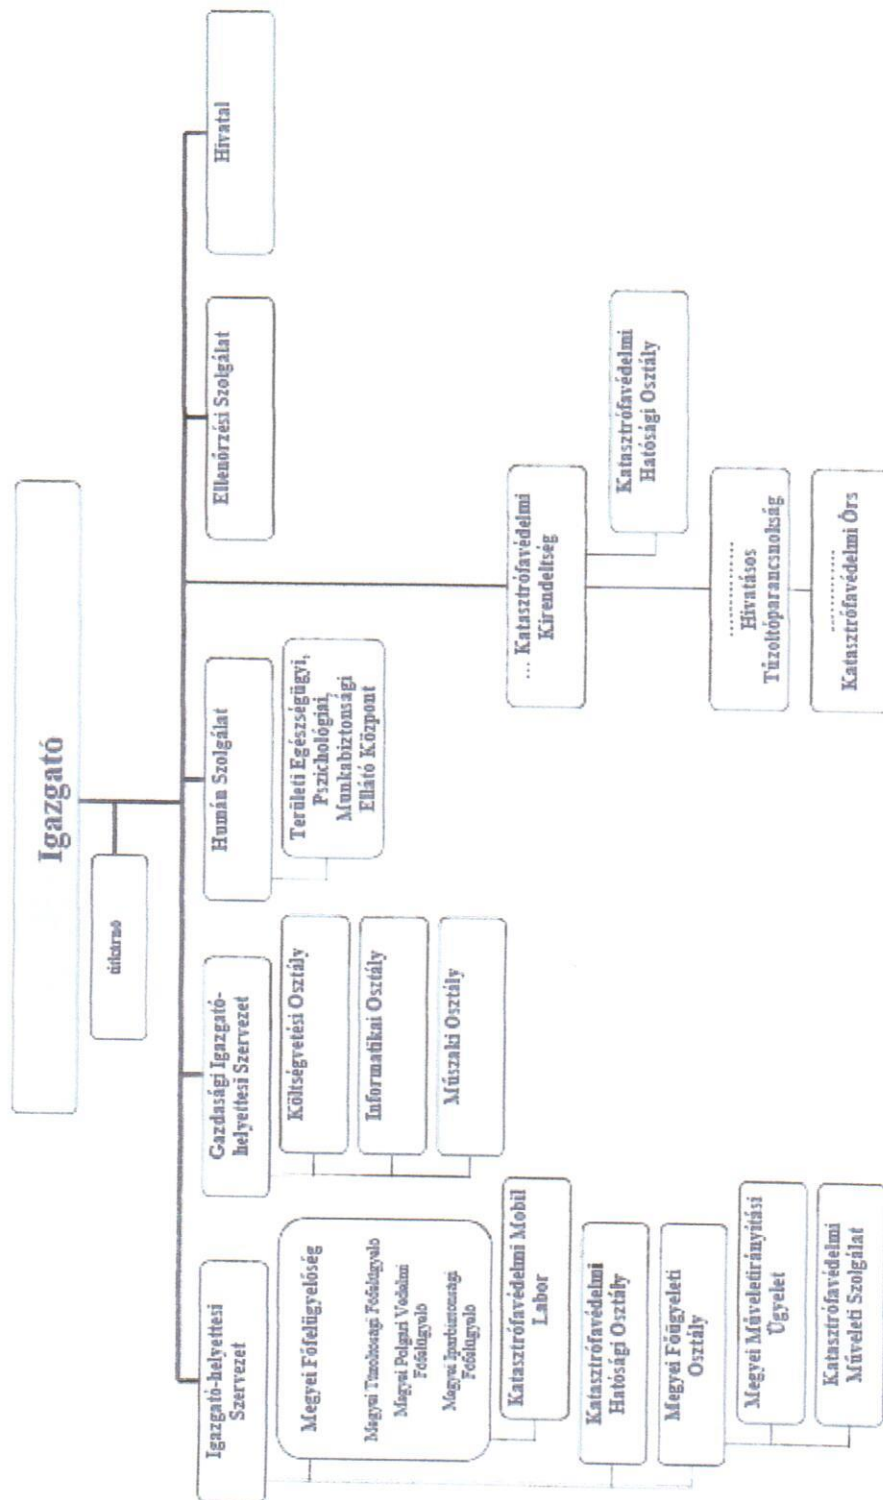 Igazgató
titkárnő
Igazgató-helyettesi
Szervezet
Megyei Főfelügyelőség
Megyei Tűzoltósági Főfelügyelő
Megyei Polgári Védelmi
Főfelügyelő
Megyei Iparbiztonsági
Főfelügyelő
Katasztrófavédelmi Mobil
Labor
Katasztrófavédelmi
Hatósági Osztály
Megyei Főügyeleti
Osztály
Megyei Műveletirányítási
Ügyelet
Katasztrófavédelmi
Műveleti Szolgálat
Gazdasági Igazgató-
helyettesi Szervezet
Költségvetési Osztály
Informatikai Osztály
Műszaki Osztály
Humán Szolgálat
Területi Egészségügyi,
Pszichológiai,
Munkabiztonsági
Ellátó Központ
... Katasztrófavédelmi
Kirendeltség
Katasztrófavédelmi
Hatósági Osztály
.............
Hivatásos
Tűzoltóparancsnokság
.............
Katasztrófavédelmi Őrs
Ellenőrzési Szolgálat
Hivatal